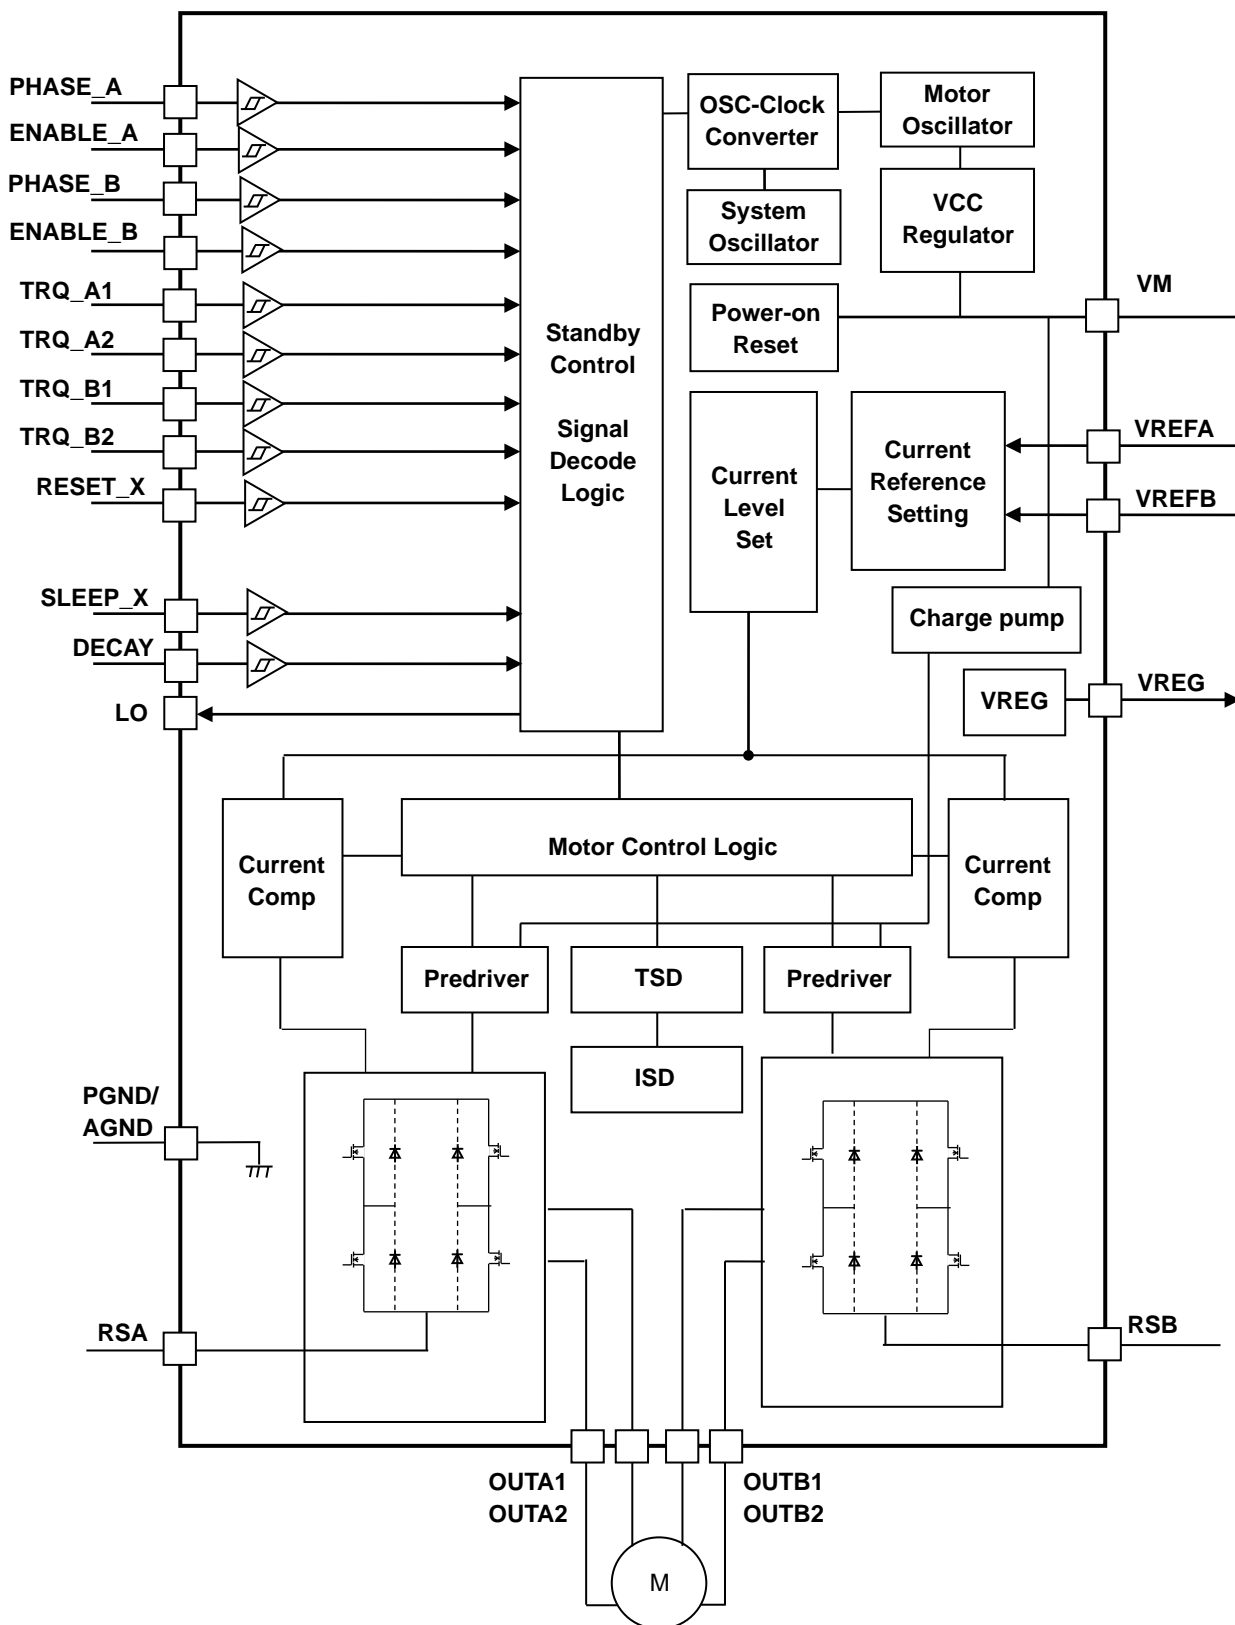 PHASE_A
ENABLE_A
PHASE_B
ENABLE_B
TRQ_A1
TRQ_A2
TRQ_B1
TRQ_B2
RESET_X
SLEEP_X
DECAY
LO
Standby
Control
Signal
Decode
Logic
OSC-Clock
Converter
Motor
Oscillator
System
Oscillator
VCC
Regulator
Power-on
Reset
VM
Current
Level
Set
Current
Reference
Setting
VREFA
VREFB
Charge pump
VREG
VREG
Current
Comp
Motor Control Logic
Current
Comp
Predriver
TSD
Predriver
ISD
PGND/
AGND
RSA
RSB
OUTA1
OUTA2
OUTB1
OUTB2
M